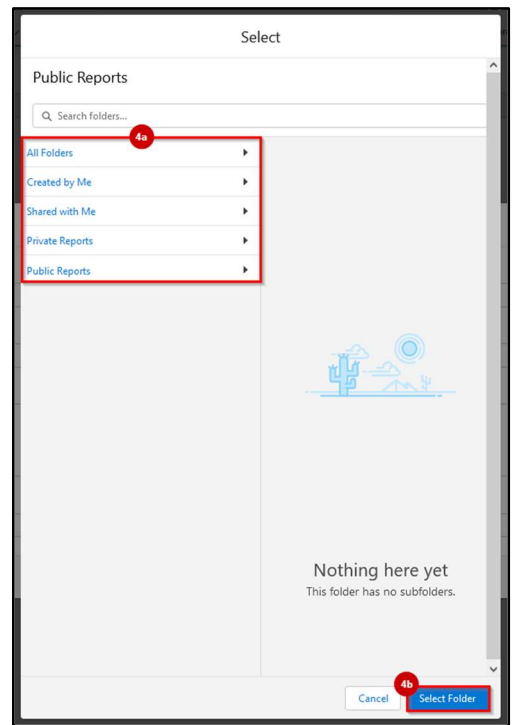 Select
Public Reports
Search folders...
4a
All Folders
Created by Me
Shared with Me
Private Reports
Public Reports
Nothing here yet
This folder has no subfolders.
4b
Cancel
Select Folder